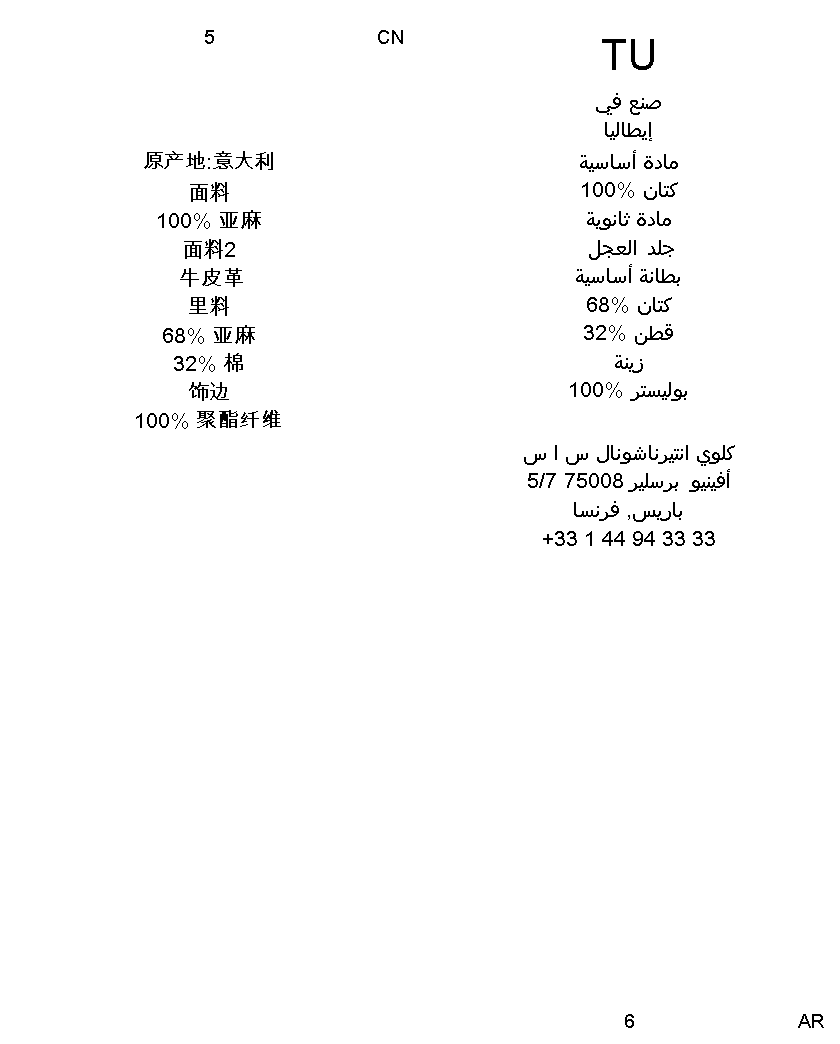 5
CN
原产地:意大利
面料
100% 亚麻
面料2
牛皮革
里料
68% 亚麻
32% 棉
饰边
100% 聚酯纤维
TU
صنع في
إيطاليا
مادة أساسية
كتان %100
مادة ثانوية
جلد العجل
بطانة أساسية
كتان %68
قطن %32
زينة
بوليستر %100
كلوي انتيرناشونال س ا س
أفينيو برسلير 75008 5/7
باريس, فرنسا
+33 1 44 94 33 33
6
AR